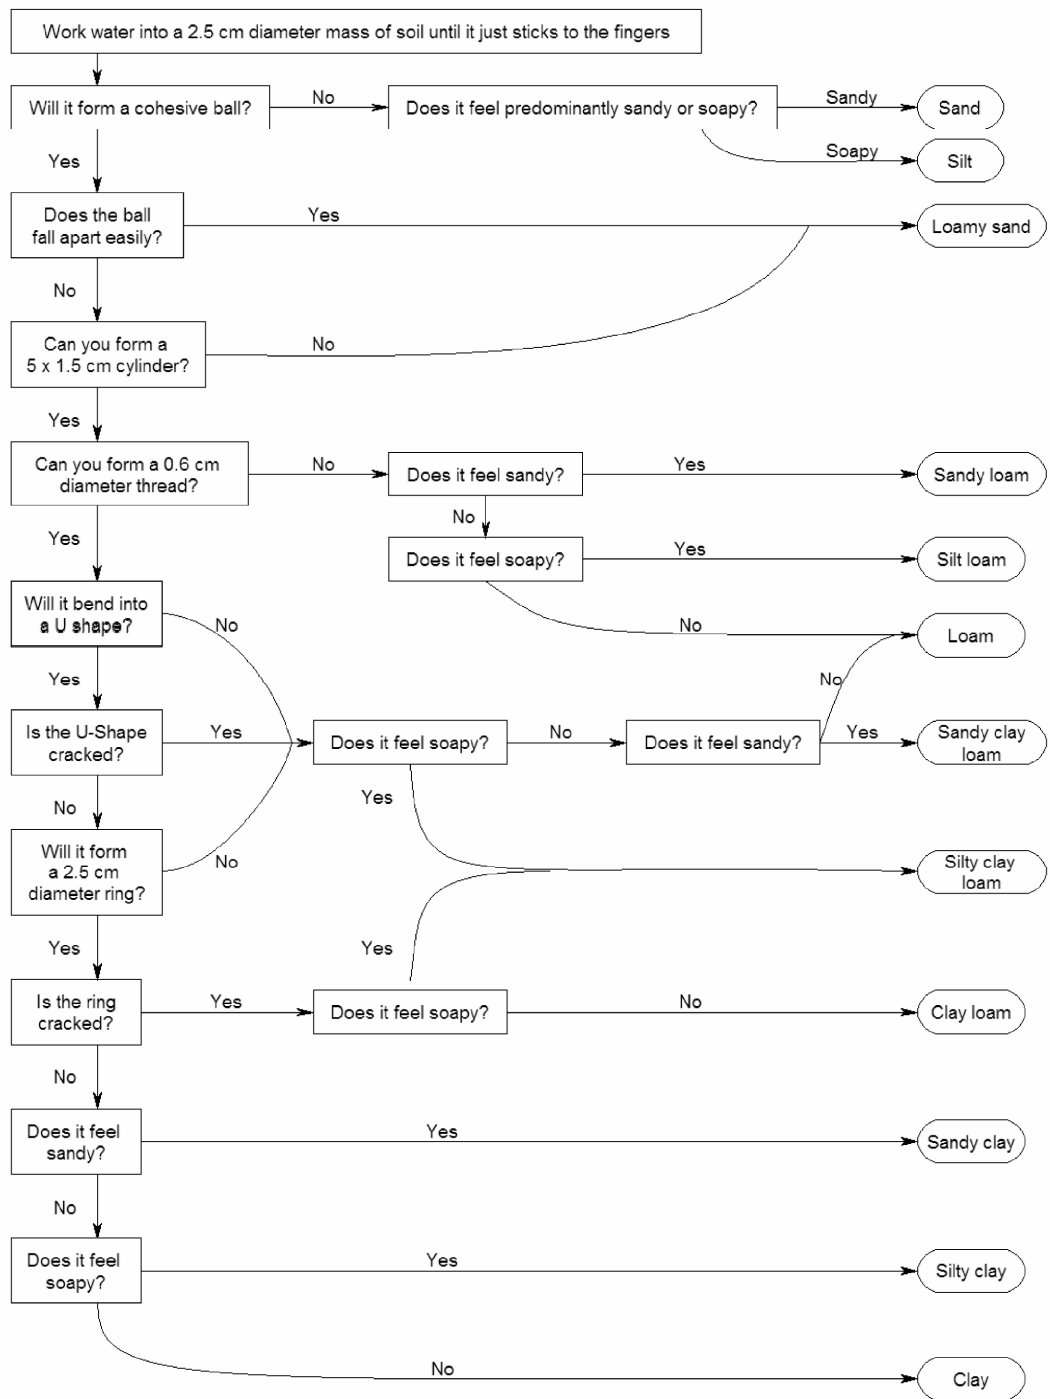 Work water into a 2.5 cm diameter mass of soil until it just sticks to the fingers
Will it form a cohesive ball?
No
Does it feel predominantly sandy or soapy?
Sandy
Sand
Yes
Soapy
Silt
Does the ball
fall apart easily?
Yes
Loamy sand
No
Can you form a
5 x 1.5 cm cylinder?
No
Yes
Can you form a 0.6 cm
diameter thread?
No
Does it feel sandy?
Yes
Sandy loam
No
Yes
Does it feel soapy?
Yes
Silt loam
Will it bend into
a U shape?
No
No
Loam
Yes
No
Is the U-Shape
cracked?
Yes
Does it feel soapy?
No
Does it feel sandy?
Yes
Sandy clay
loam
No
Yes
Will it form
a 2.5 cm
diameter ring?
No
Silty clay
loam
Yes
Yes
Is the ring
cracked?
Yes
Does it feel soapy?
No
Clay loam
No
Does it feel
sandy?
Yes
Sandy clay
No
Does it feel
soapy?
Yes
Silty clay
No
Clay